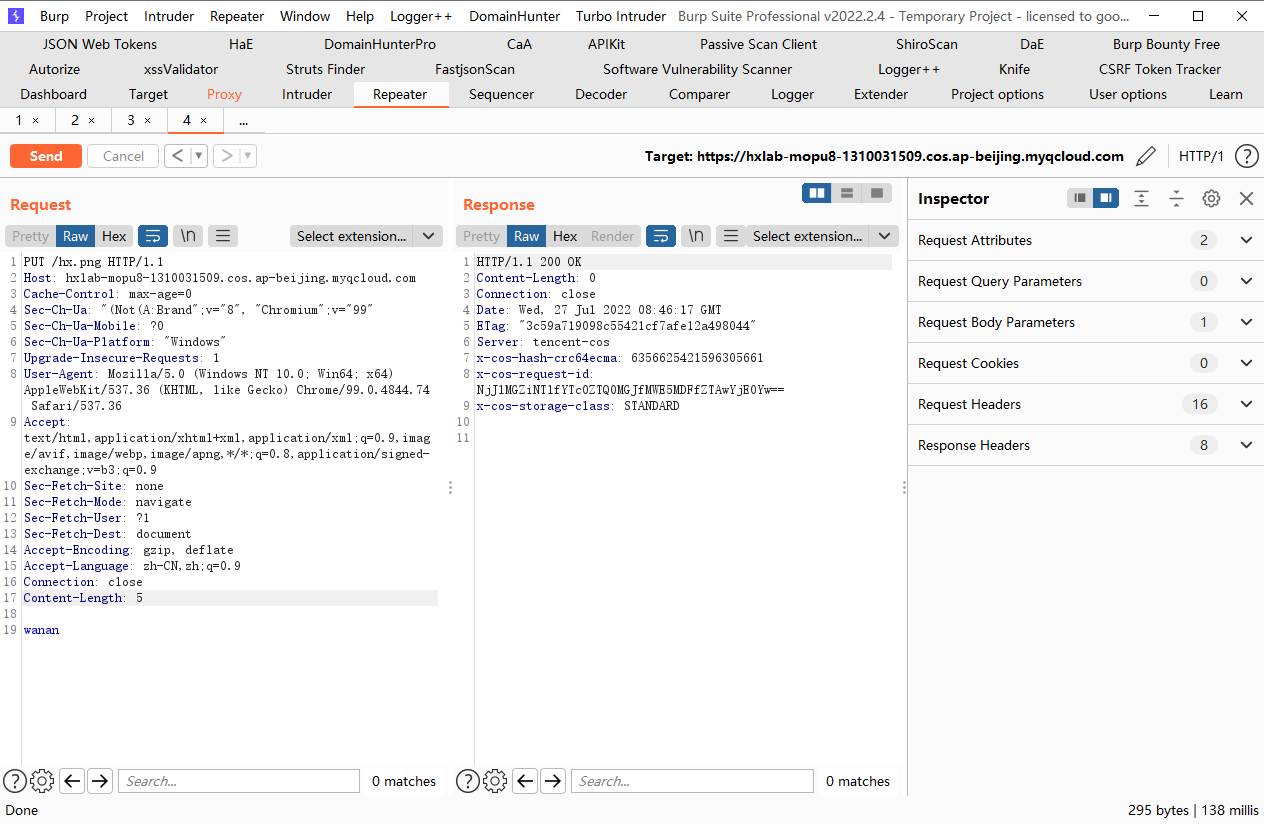 Burp Project Intruder Repeater Window Help Logger++ DomainHunter Turbo Intruder Burp Suite Professional v2022.2.4 - Temporary Project - licensed to goo...
JSON Web Tokens HaE DomainHunterPro CaA APIKit Passive Scan Client ShiroScan DaE Burp Bounty Free
Autorize xssValidator Struts Finder FastjsonScan Software Vulnerability Scanner Logger++ Knife CSRF Token Tracker
Dashboard Target Proxy Intruder Repeater Sequencer Decoder Comparer Logger Extender Project options User options Learn
1 × 2 × 3 × 4 × ...
Send Cancel < > Target: https://hxlab-mopu8-1310031509.cos.ap-beijing.myqcloud.com HTTP/1 ?
Request
Pretty Raw Hex \n Select extension...
1 PUT /hx.png HTTP/1.1
2 Host: hxlab-mopu8-1310031509.cos.ap-beijing.myqcloud.com
3 Cache-Control: max-age=0
4 Sec-Ch-Ua: "(Not(A:Brand";v="8", "Chromium";v="99"
5 Sec-Ch-Ua-Mobile: ?0
6 Sec-Ch-Ua-Platform: "Windows"
7 Upgrade-Insecure-Requests: 1
8 User-Agent: Mozilla/5.0 (Windows NT 10.0; Win64; x64)
AppleWebKit/537.36 (KHTML, like Gecko) Chrome/99.0.4844.74
Safari/537.36
9 Accept:
text/html,application/xhtml+xml,application/xml;q=0.9,imag
e/avif,image/webp,image/apng,*/*;q=0.8,application/signed-
exchange;v=b3;q=0.9
10 Sec-Fetch-Site: none
11 Sec-Fetch-Mode: navigate
12 Sec-Fetch-User: ?1
13 Sec-Fetch-Dest: document
14 Accept-Encoding: gzip, deflate
15 Accept-Language: zh-CN,zh;q=0.9
16 Connection: close
17 Content-Length: 5
18
19 wanan
? Search... 0 matches
Response
Pretty Raw Hex Render \n Select extension...
1 HTTP/1.1 200 OK
2 Content-Length: 0
3 Connection: close
4 Date: Wed, 27 Jul 2022 08:46:17 GMT
5 ETag: "3c59a719098c55421cf7afe12a498044"
6 Server: tencent-cos
7 x-cos-hash-crc64ecma: 6356625421596305661
8 x-cos-request-id:
NjJlMGZiNTlfYTc0ZTQ0MGJfMWE5MDFfZTAwYjE0Yw==
9 x-cos-storage-class: STANDARD
10
11
? Search... 0 matches
Inspector
Request Attributes 2
Request Query Parameters 0
Request Body Parameters 1
Request Cookies 0
Request Headers 16
Response Headers 8
Done 295 bytes | 138 millis